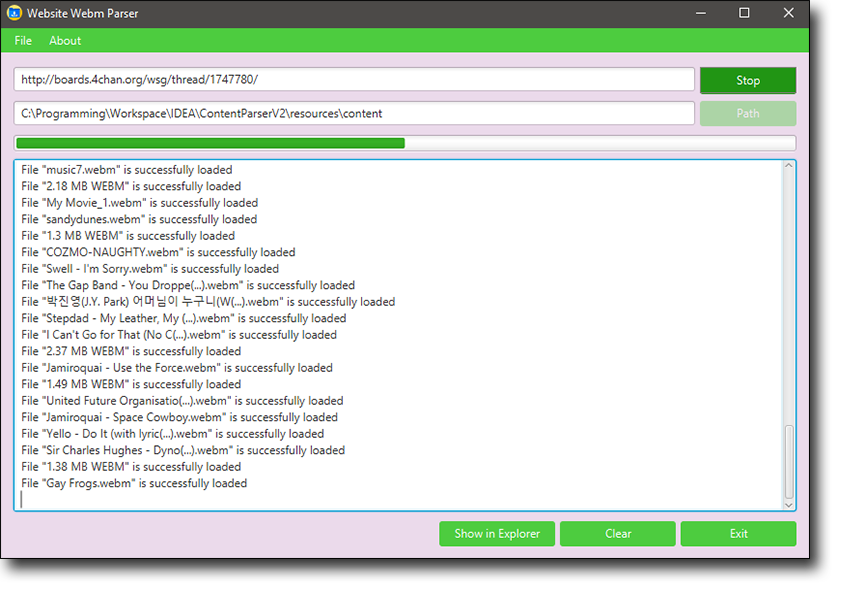 Website Webm Parser
File About
http://boards.4chan.org/wsg/thread/1747780/
Stop
C:\Programming\Workspace\IDEA\ContentParserV2\resources\content
Path
File "music7.webm" is successfully loaded
File "2.18 MB WEBM" is successfully loaded
File "My Movie_1.webm" is successfully loaded
File "sandydunes.webm" is successfully loaded
File "1.3 MB WEBM" is successfully loaded
File "COZMO-NAUGHTY.webm" is successfully loaded
File "Swell - I'm Sorry.webm" is successfully loaded
File "The Gap Band - You Droppe(...).webm" is successfully loaded
File "박진영(J.Y. Park) 어머님이 누구니(W(...).webm" is successfully loaded
File "Stepdad - My Leather, My (...).webm" is successfully loaded
File "I Can't Go for That (No C(...).webm" is successfully loaded
File "2.37 MB WEBM" is successfully loaded
File "Jamiroquai - Use the Force.webm" is successfully loaded
File "1.49 MB WEBM" is successfully loaded
File "United Future Organisatio(...).webm" is successfully loaded
File "Jamiroquai - Space Cowboy.webm" is successfully loaded
File "Yello - Do It (with lyric(...).webm" is successfully loaded
File "Sir Charles Hughes - Dyno(...).webm" is successfully loaded
File "1.38 MB WEBM" is successfully loaded
File "Gay Frogs.webm" is successfully loaded
Show in Explorer
Clear
Exit